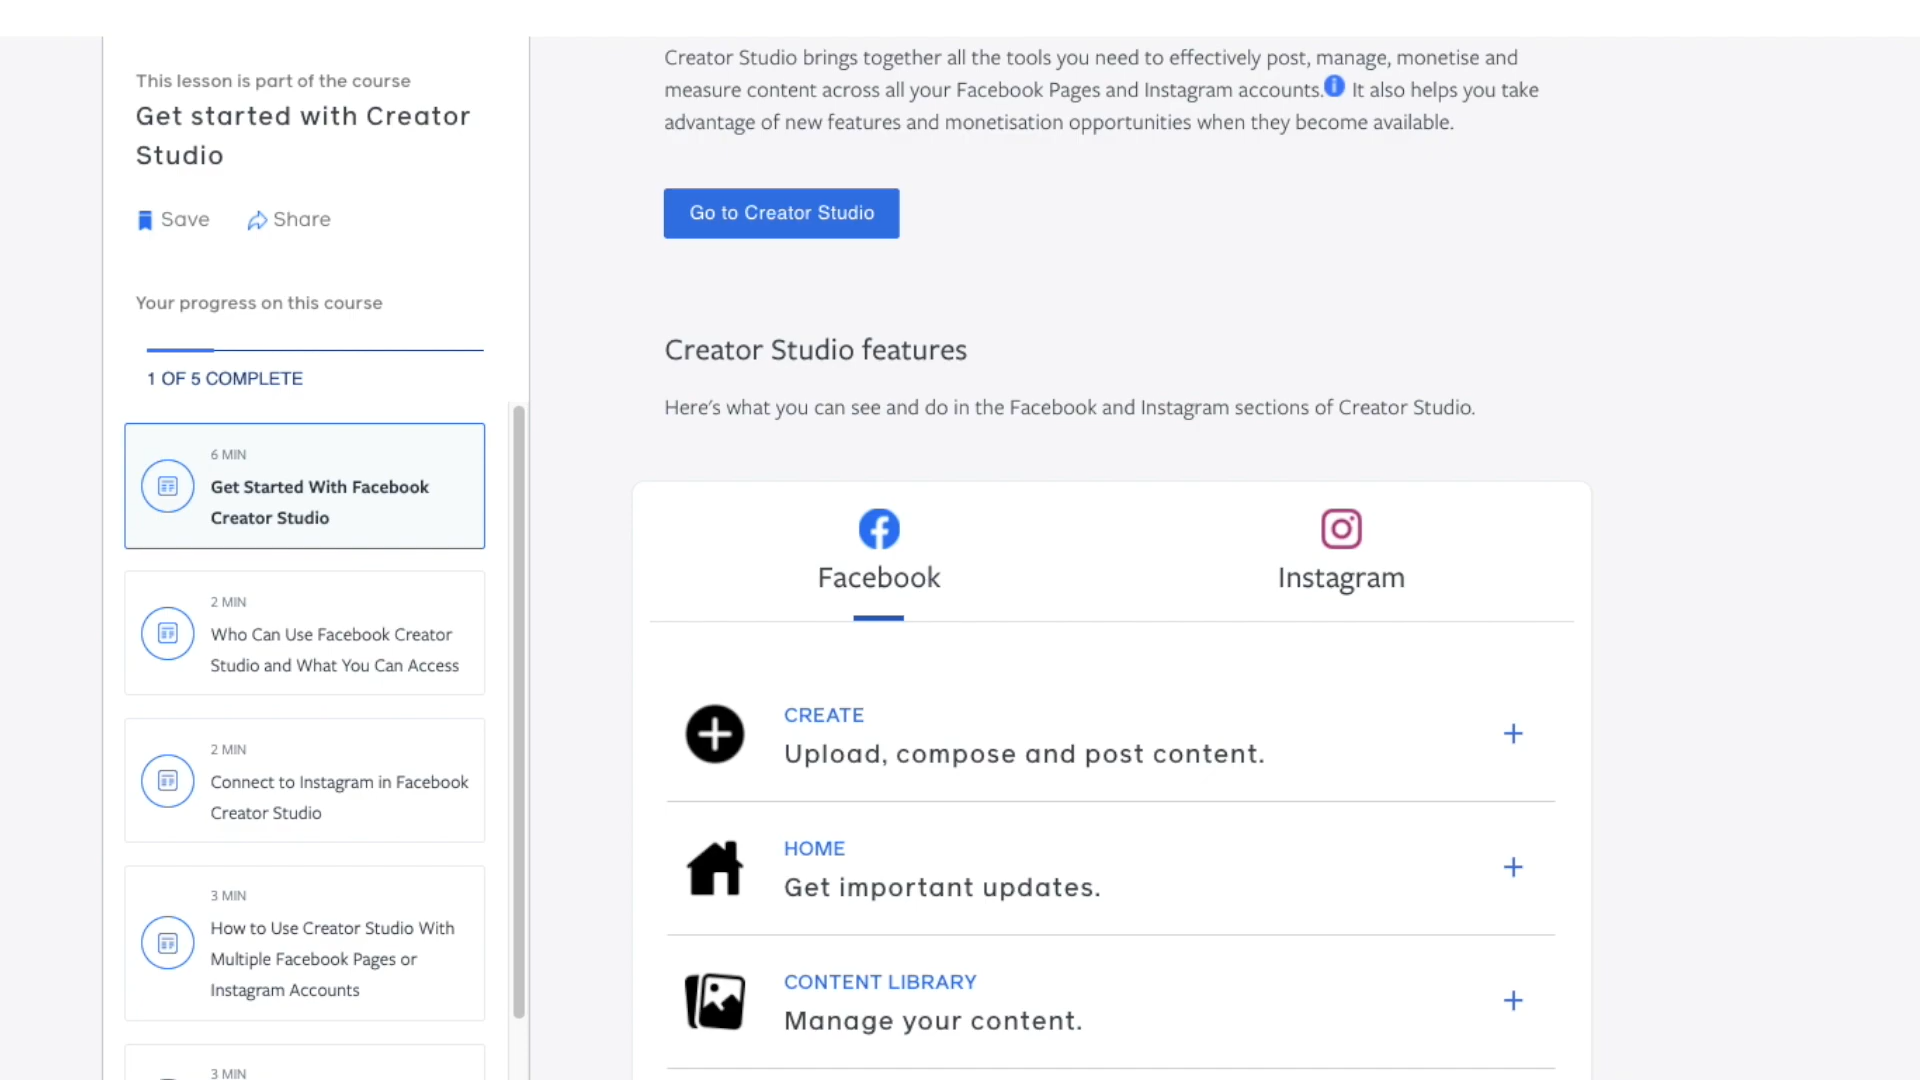 This lesson is part of the course
Get started with Creator
Studio
Save
Share
Your progress on this course
1 OF 5 COMPLETE
6 MIN
Get Started With Facebook
Creator Studio
2 MIN
Who Can Use Facebook Creator
Studio and What You Can Access
2 MIN
Connect to Instagram in Facebook
Creator Studio
3 MIN
How to Use Creator Studio With
Multiple Facebook Pages or
Instagram Accounts
3 MIN
Creator Studio brings together all the tools you need to effectively post, manage, monetise and
measure content across all your Facebook Pages and Instagram accounts. It also helps you take
advantage of new features and monetisation opportunities when they become available.
Go to Creator Studio
Creator Studio features
Here's what you can see and do in the Facebook and Instagram sections of Creator Studio.
Facebook
Instagram
CREATE
Upload, compose and post content.
HOME
Get important updates.
CONTENT LIBRARY
Manage your content.